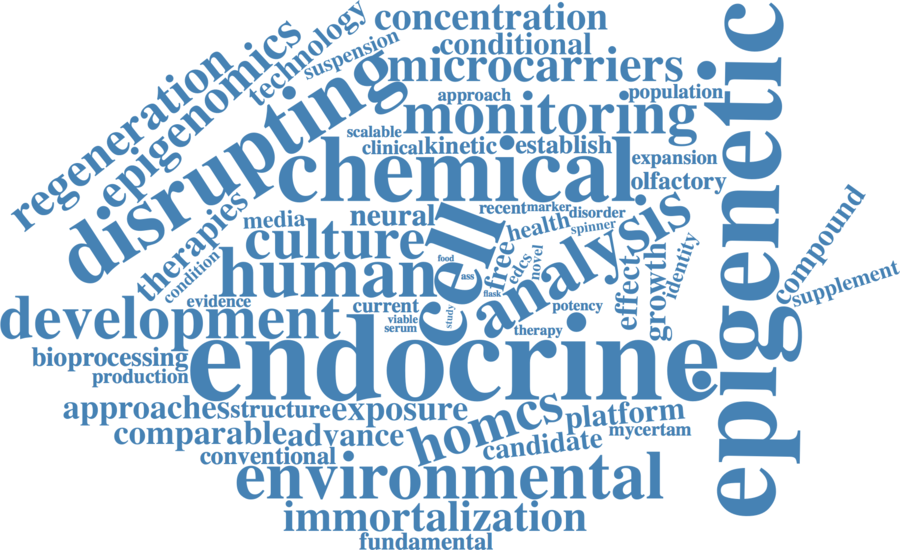 concentration
technology
suspension
conditional
epigenetic
regeneration
epigenomics
disrupting
microcarriers
approach
population
monitoring
scalable
clinical
kinetic
establish
chemical
expansion
olfactory
therapies
condition
media
neural
cell
recent
marker
disorder
health
spinner
analysis
culture
human
food
ass
free
edcs
novel
flask
effect
growth
identity
compound
supplement
evidence
development
current
viable
serum
study
potency
therapy
endocrine
bioprocessing
production
approaches
structure
exposure
homcs
platform
mycertam
comparable
advance
candidate
conventional
environmental
immortalization
fundamental